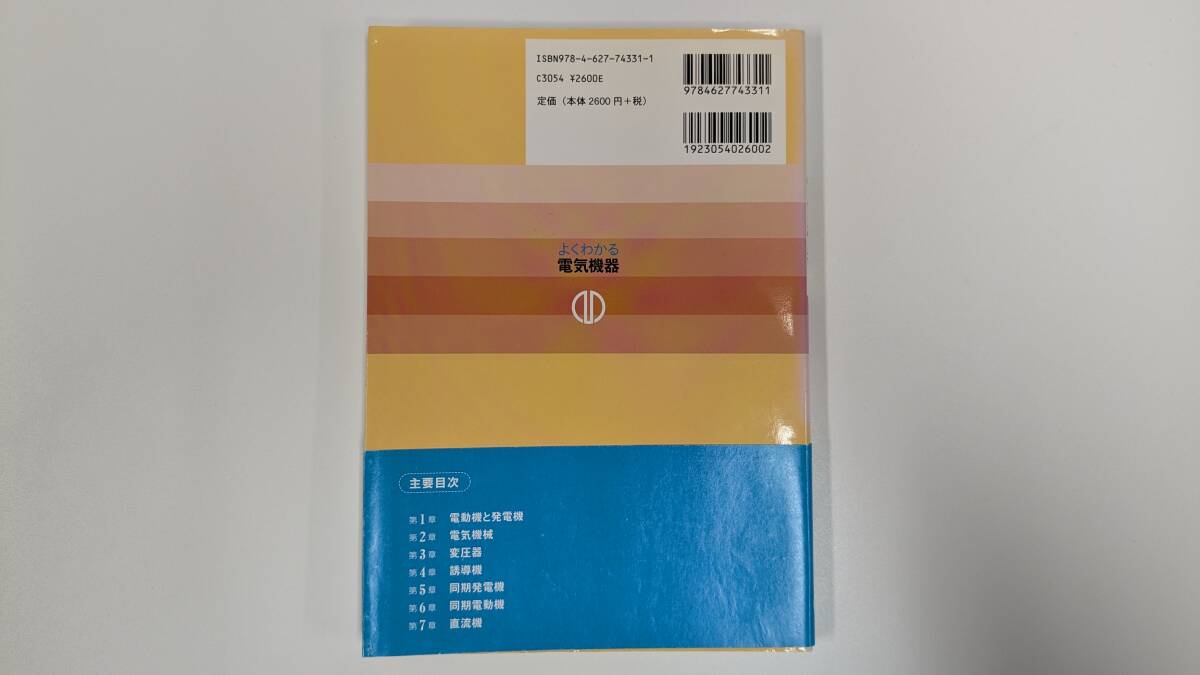 ISBN978-4-627-74331-1
C3054 ¥2600E
定価（本体2600円＋税）
9784627743311
1923054026002
よくわかる
電気機器
主要目次
第1章 電動機と発電機
第2章 電気機械
第3章 変圧器
第4章 誘導機
第5章 同期発電機
第6章 同期電動機
第7章 直流機